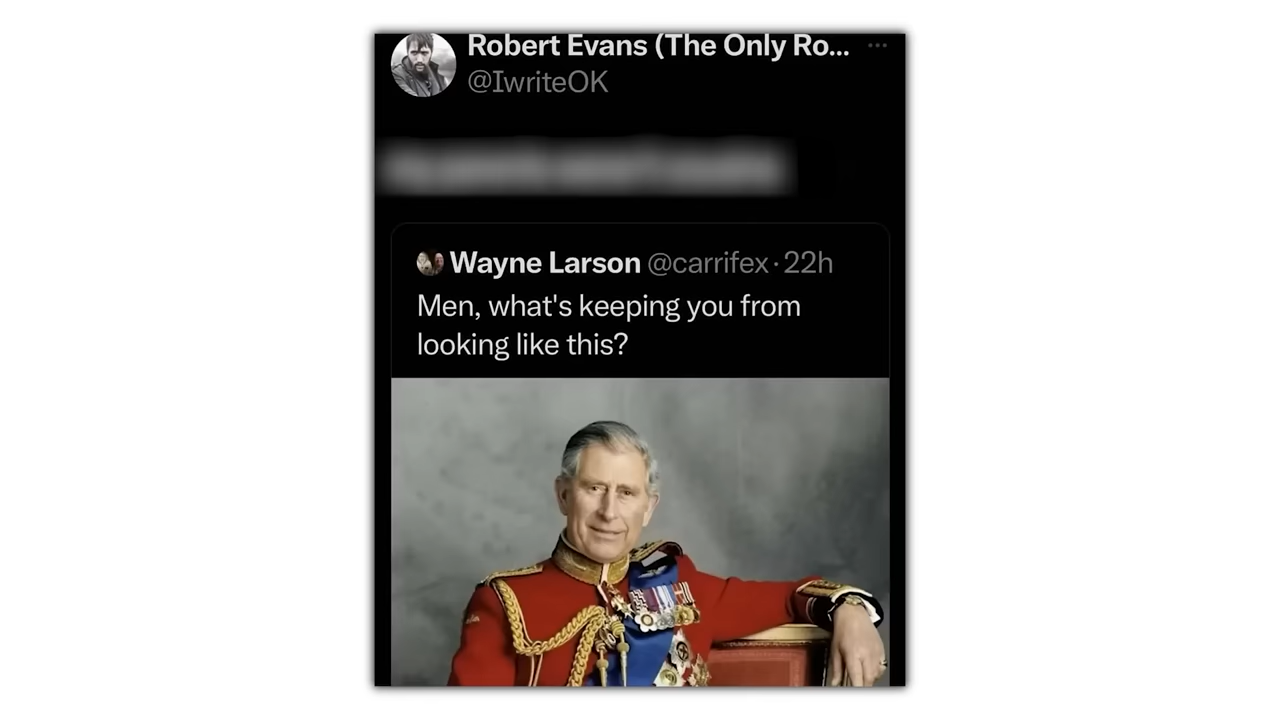 Robert Evans (The Only Ro...
@IwriteOK
Wayne Larson @carrifex · 22h
Men, what's keeping you from
looking like this?